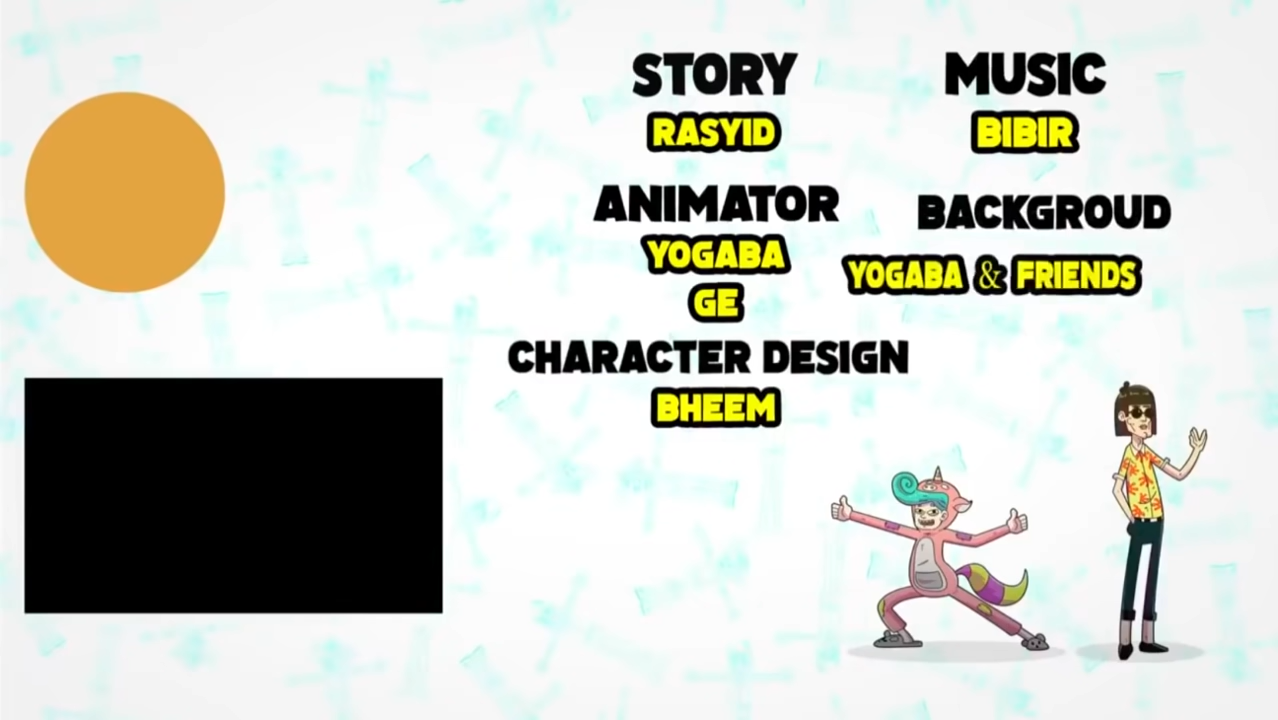 STORY
RASYID
MUSIC
BIBIR
ANIMATOR
YOGABA
GE
BACKGROUD
YOGABA & FRIENDS
CHARACTER DESIGN
BHEEM